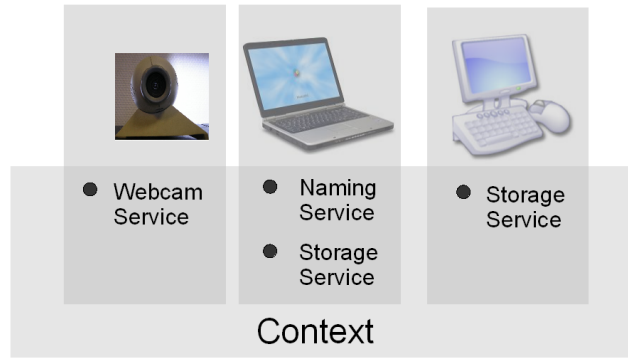 Webcam
Service
Naming
Service
Storage
Service
Storage
Service
Context